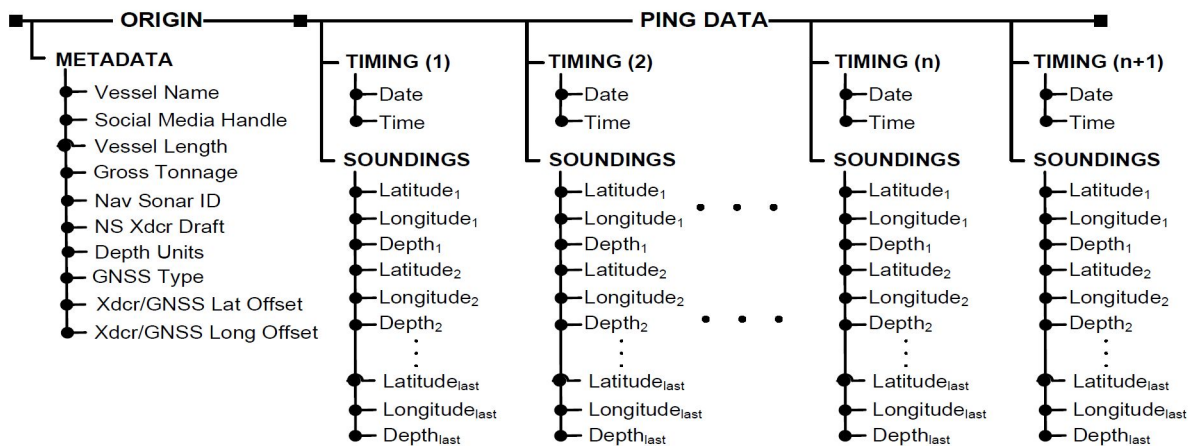 ORIGIN
PING DATA
METADATA
Vessel Name
Social Media Handle
Vessel Length
Gross Tonnage
Nav Sonar ID
NS Xdcr Draft
Depth Units
GNSS Type
Xdcr/GNSS Lat Offset
Xdcr/GNSS Long Offset
TIMING (1)
Date
Time
SOUNDINGS
Latitude₁
Longitude₁
Depth₁
Latitude₂
Longitude₂
Depth₂
Latitudelast
Longitudelast
Depthlast
TIMING (2)
Date
Time
SOUNDINGS
Latitude₁
Longitude₁
Depth₁
Latitude₂
Longitude₂
Depth₂
Latitudelast
Longitudelast
Depthlast
TIMING (n)
Date
Time
SOUNDINGS
Latitude₁
Longitude₁
Depth₁
Latitude₂
Longitude₂
Depth₂
Latitudelast
Longitudelast
Depthlast
TIMING (n+1)
Date
Time
SOUNDINGS
Latitude₁
Longitude₁
Depth₁
Latitude₂
Longitude₂
Depth₂
Latitudelast
Longitudelast
Depthlast